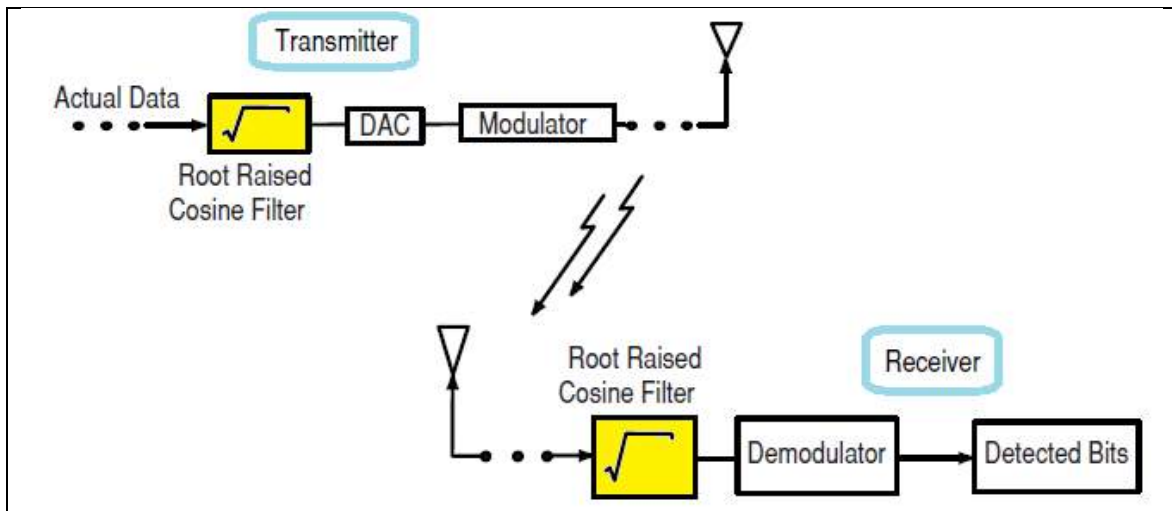 Transmitter
Actual Data
DAC
Modulator
Root Raised
Cosine Filter
Root Raised
Cosine Filter
Receiver
Demodulator
Detected Bits